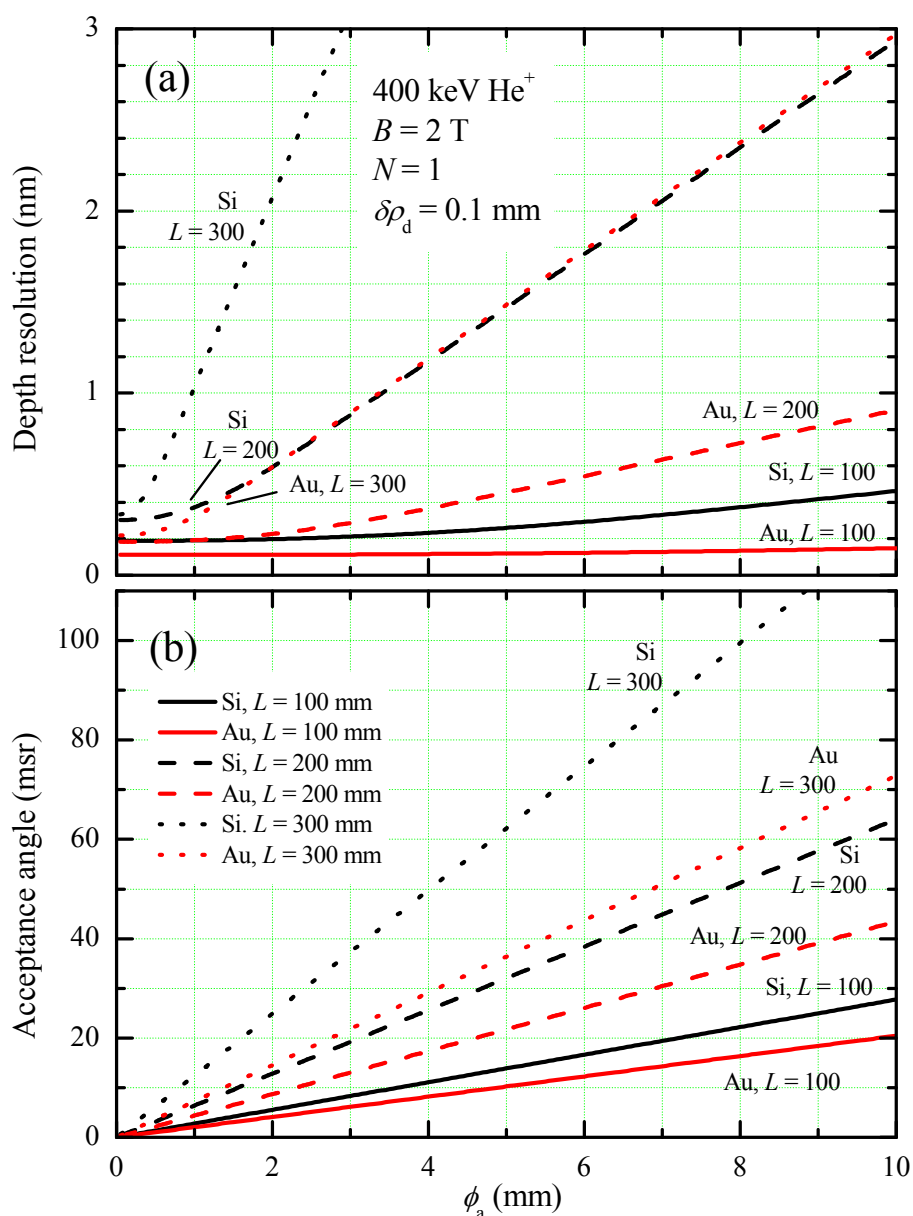 3
2
1
0
Depth resolution (nm)
(a)
400 keV He⁺
B = 2 T
N = 1
δρd = 0.1 mm
Si
L = 300
Si
L = 200
Au, L = 300
Au, L = 200
Si, L = 100
Au, L = 100
100
80
60
40
20
0
Acceptance angle (msr)
(b)
Si, L = 100 mm
Au, L = 100 mm
Si, L = 200 mm
Au, L = 200 mm
Si. L = 300 mm
Au, L = 300 mm
Si
L = 300
Au
L = 300
Si
L = 200
Au, L = 200
Si, L = 100
Au, L = 100
0 2 4 6 8 10
ϕa (mm)